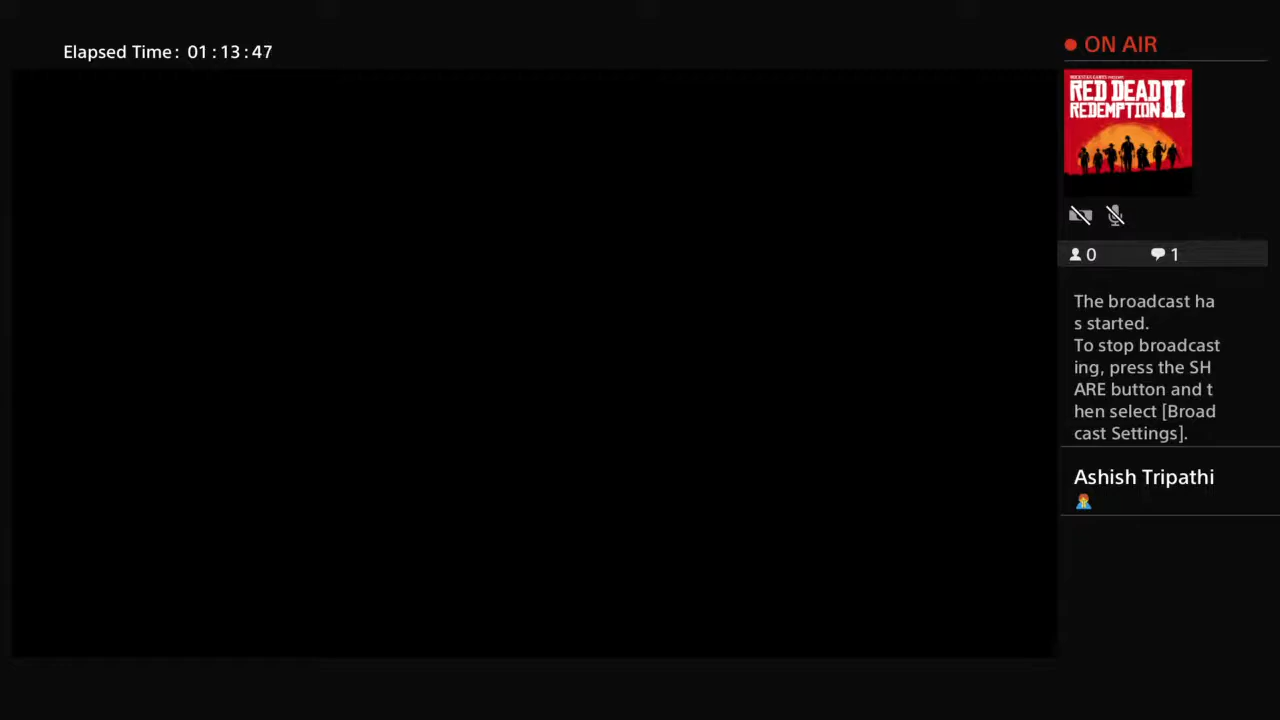 Elapsed Time: 01:13:47
ON AIR
RED DEAD
REDEMPTION II
0 1
The broadcast ha
s started.
To stop broadcast
ing, press the SH
ARE button and t
hen select [Broad
cast Settings].
Ashish Tripathi